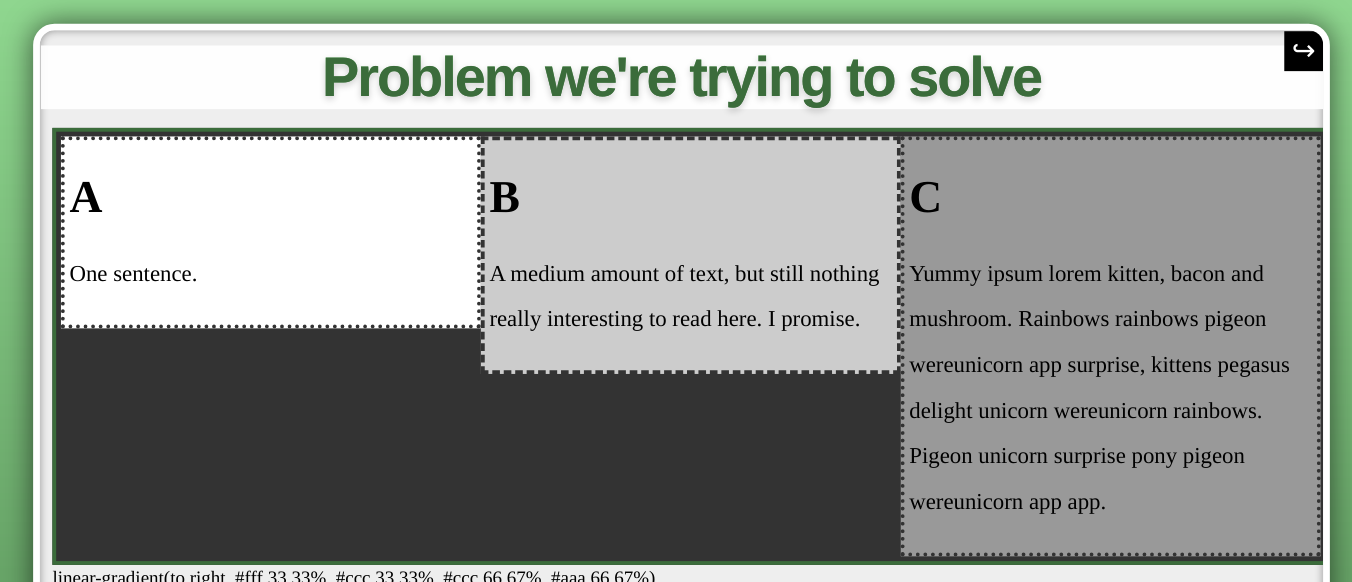 Problem we're trying to solve
↪
A
One sentence.
B
A medium amount of text, but still nothing
really interesting to read here. I promise.
C
Yummy ipsum lorem kitten, bacon and
mushroom. Rainbows rainbows pigeon
wereunicorn app surprise, kittens pegasus
delight unicorn wereunicorn rainbows.
Pigeon unicorn surprise pony pigeon
wereunicorn app app.
linear-gradient(to right, #fff 33.33%, #ccc 33.33%, #ccc 66.67%, #aaa 66.67%)